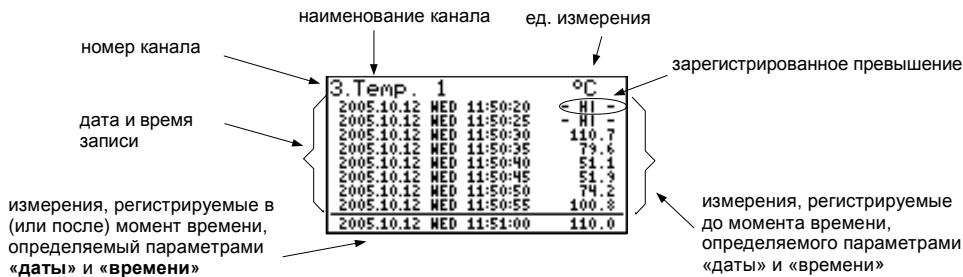 наименование канала
ед. измерения
номер канала
зарегистрированное превышение
3.Temp. 1 °C
2005.10.12 WED 11:50:20 - HI -
2005.10.12 WED 11:50:25 - HI -
2005.10.12 WED 11:50:30 110.7
2005.10.12 WED 11:50:35 79.6
2005.10.12 WED 11:50:40 51.1
2005.10.12 WED 11:50:45 51.9
2005.10.12 WED 11:50:50 74.2
2005.10.12 WED 11:50:55 100.8
2005.10.12 WED 11:51:00 110.0
дата и время
записи
измерения, регистрируемые в
(или после) момент времени,
определяемый параметрами
«даты» и «времени»
измерения, регистрируемые
до момента времени,
определяемого параметрами
«даты» и «времени»